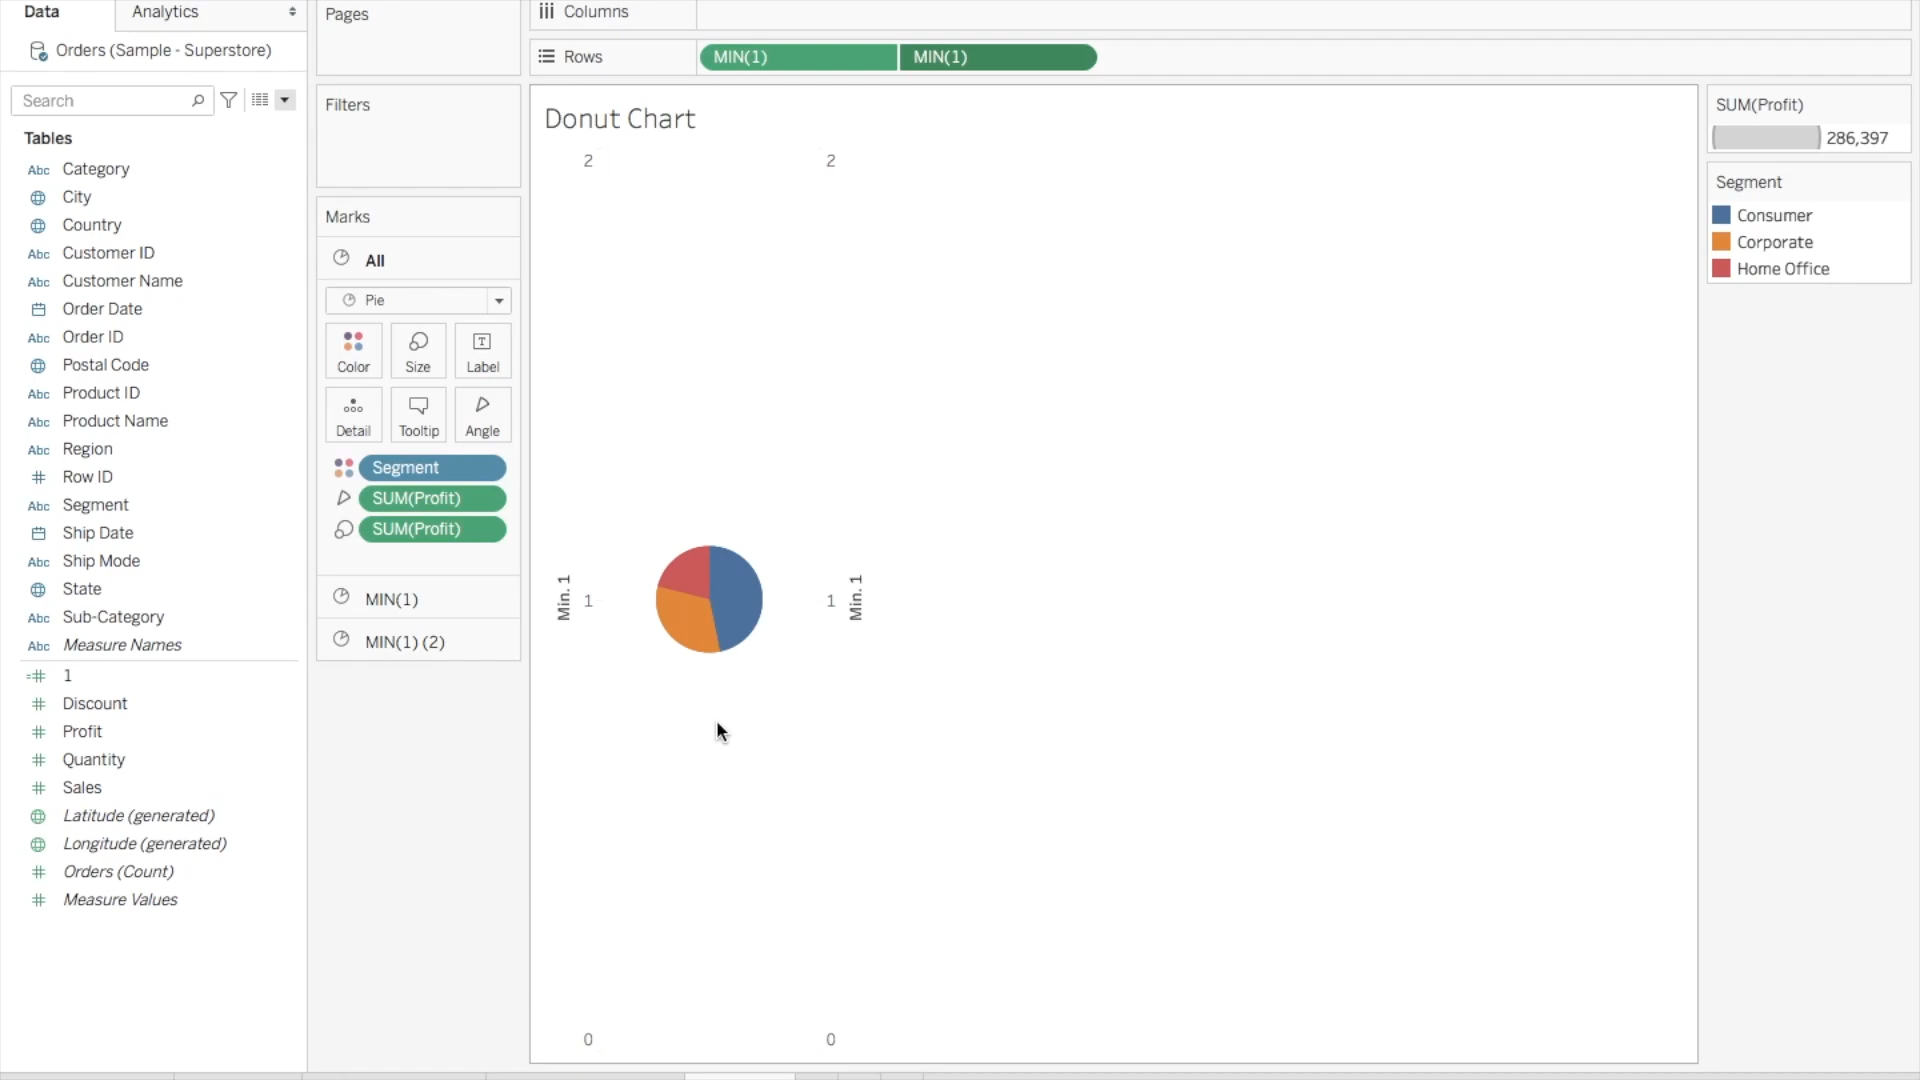 Data
Analytics
Orders (Sample - Superstore)
Search
Tables
Abc Category
City
Country
Abc Customer ID
Abc Customer Name
Order Date
Abc Order ID
Postal Code
Abc Product ID
Abc Product Name
Abc Region
# Row ID
Abc Segment
Ship Date
Abc Ship Mode
State
Abc Sub-Category
Abc Measure Names
=# 1
# Discount
# Profit
# Quantity
# Sales
Latitude (generated)
Longitude (generated)
# Orders (Count)
# Measure Values
Pages
Filters
Marks
All
Pie
Color Size Label
Detail Tooltip Angle
Segment
SUM(Profit)
SUM(Profit)
MIN(1)
MIN(1) (2)
Columns
Rows MIN(1) MIN(1)
Donut Chart
2 2
Min. 1
1
1
Min. 1
0 0
SUM(Profit)
286,397
Segment
Consumer
Corporate
Home Office